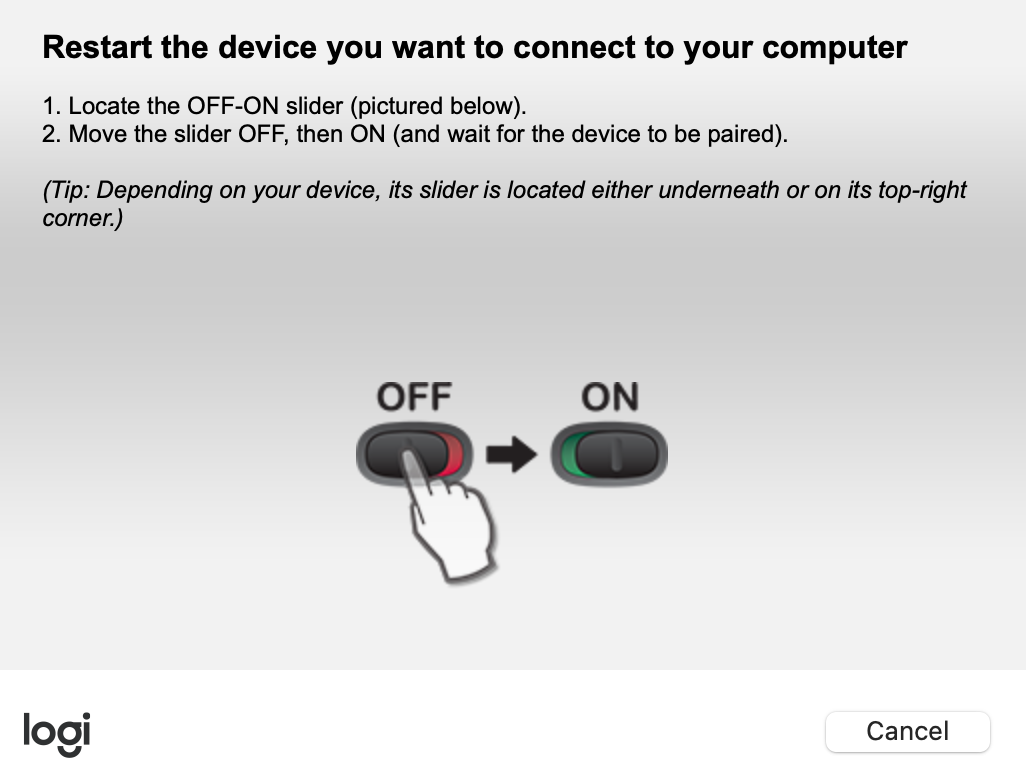 Restart the device you want to connect to your computer
1. Locate the OFF-ON slider (pictured below).
2. Move the slider OFF, then ON (and wait for the device to be paired).
(Tip: Depending on your device, its slider is located either underneath or on its top-right
corner.)
OFF ON
logi Cancel